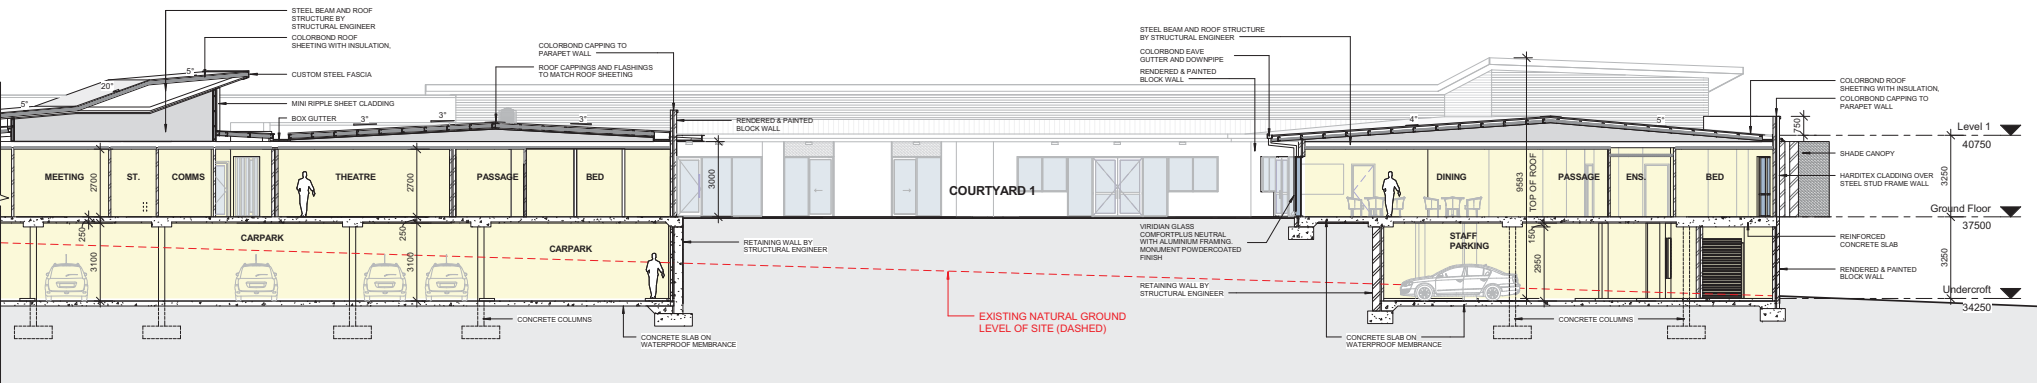 STEEL BEAM AND ROOF
STRUCTURE BY
STRUCTURAL ENGINEER
COLORBOND ROOF
SHEETING WITH INSULATION,
CUSTOM STEEL FASCIA
MINI RIPPLE SHEET CLADDING
BOX GUTTER
5°
20°
5°
3°
3°
3°
COLORBOND CAPPING TO
PARAPET WALL
ROOF CAPPINGS AND FLASHINGS
TO MATCH ROOF SHEETING
RENDERED & PAINTED
BLOCK WALL
MEETING
2700
ST.
COMMS
THEATRE
2700
PASSAGE
BED
3000
COURTYARD 1
250
CARPARK
250
CARPARK
3100
3100
RETAINING WALL BY
STRUCTURAL ENGINEER
CONCRETE COLUMNS
CONCRETE SLAB ON
WATERPROOF MEMBRANCE
EXISTING NATURAL GROUND
LEVEL OF SITE (DASHED)
STEEL BEAM AND ROOF STRUCTURE
BY STRUCTURAL ENGINEER
COLORBOND EAVE
GUTTER AND DOWNPIPE
RENDERED & PAINTED
BLOCK WALL
4°
5°
DINING
9583
TOP OF ROOF
PASSAGE
ENS.
BED
VIRIDIAN GLASS
COMFORTPLUS NEUTRAL
WITH ALUMINIUM FRAMING.
MONUMENT POWDERCOATED
FINISH
RETAINING WALL BY
STRUCTURAL ENGINEER
STAFF
PARKING
150
2950
CONCRETE SLAB ON
WATERPROOF MEMBRANCE
CONCRETE COLUMNS
COLORBOND ROOF
SHEETING WITH INSULATION,
COLORBOND CAPPING TO
PARAPET WALL
750
SHADE CANOPY
HARDITEX CLADDING OVER
STEEL STUD FRAME WALL
REINFORCED
CONCRETE SLAB
RENDERED & PAINTED
BLOCK WALL
Level 1
40750
3250
Ground Floor
37500
3250
Undercroft
34250